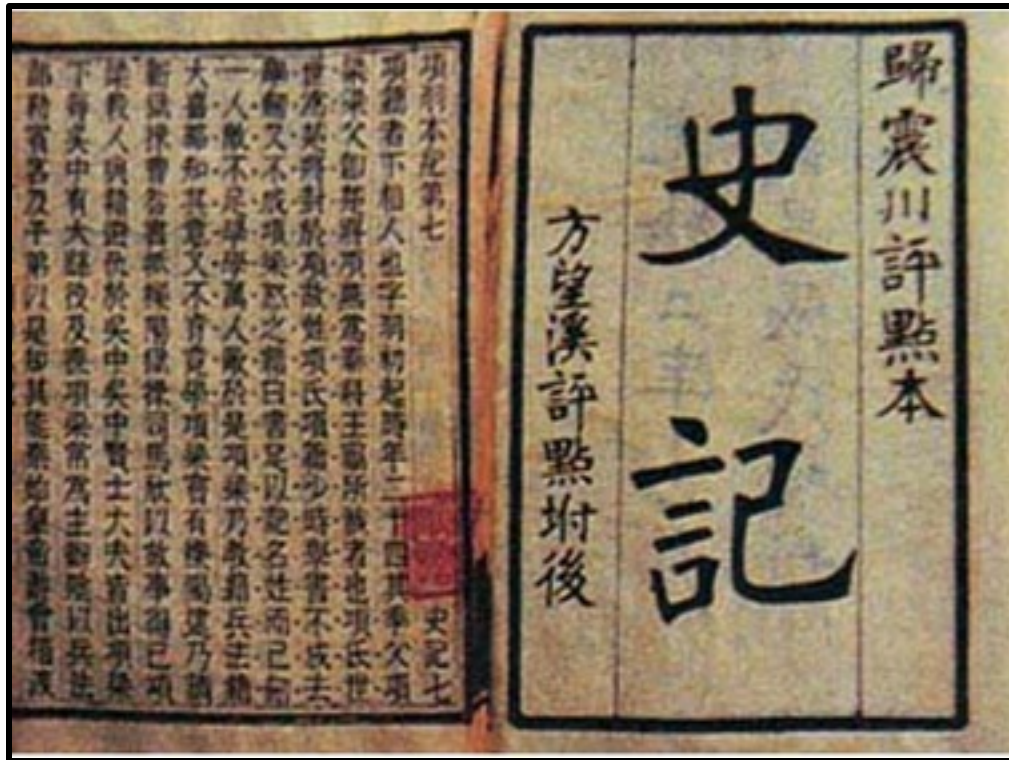 歸震川評點本
史記
方望溪評點坿後
項羽本紀第七 史記七
項籍者下相人也字羽初起時年二十四其季父項
梁梁父即楚將項燕為秦將王翦所戮者也項氏世
世為楚將封於項故姓項氏項籍少時學書不成去
學劍又不成項梁怒之籍曰書足以記名姓而已劍
一人敵不足學學萬人敵於是項梁乃教籍兵法籍
大喜略知其意又不肯竟學項梁嘗有櫟陽逮乃請
蘄獄掾曹咎書抵櫟陽獄掾司馬欣以故事得已項
梁殺人與籍避仇於吳中吳中賢士大夫皆出項梁
下每吳中有大繇役及喪項梁常為主辦陰以兵法
部勒賓客及子弟以是知其能秦始皇帝游會稽渡